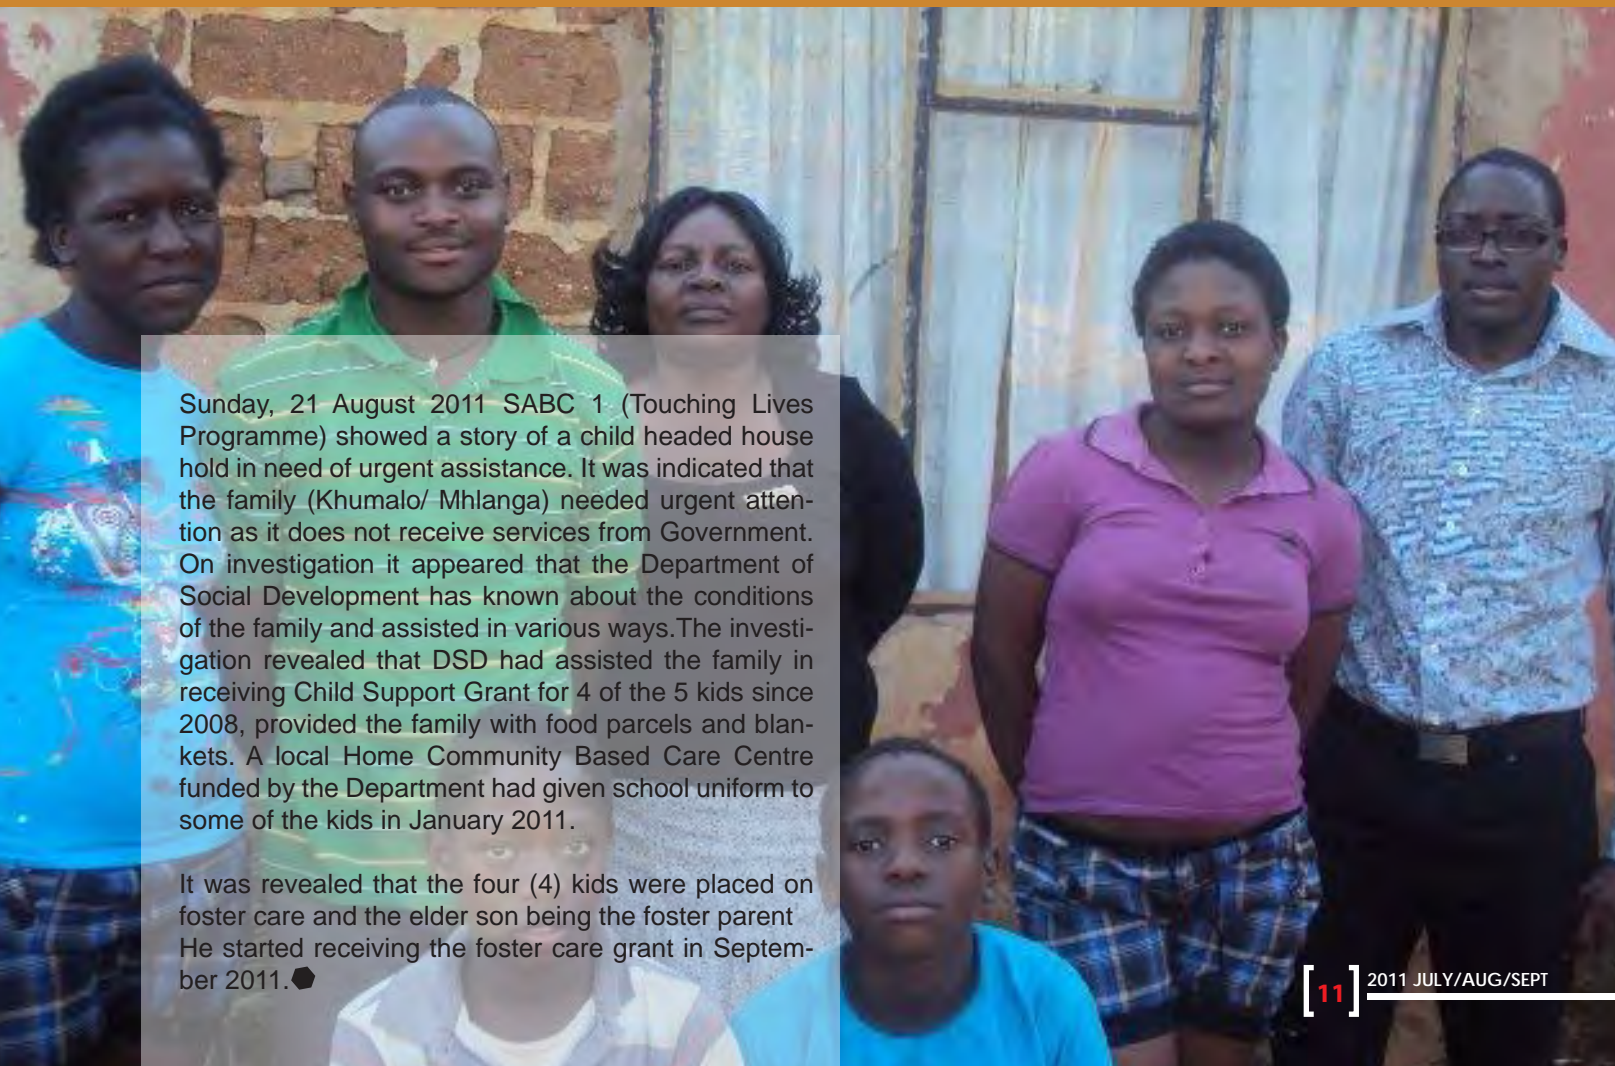 Sunday, 21 August 2011 SABC 1 (Touching Lives
Programme) showed a story of a child headed house
hold in need of urgent assistance. It was indicated that
the family (Khumalo/ Mhlanga) needed urgent atten-
tion as it does not receive services from Government.
On investigation it appeared that the Department of
Social Development has known about the conditions
of the family and assisted in various ways.The investi-
gation revealed that DSD had assisted the family in
receiving Child Support Grant for 4 of the 5 kids since
2008, provided the family with food parcels and blan-
kets. A local Home Community Based Care Centre
funded by the Department had given school uniform to
some of the kids in January 2011.
It was revealed that the four (4) kids were placed on
foster care and the elder son being the foster parent
He started receiving the foster care grant in Septem-
ber 2011.
[11] 2011 JULY/AUG/SEPT